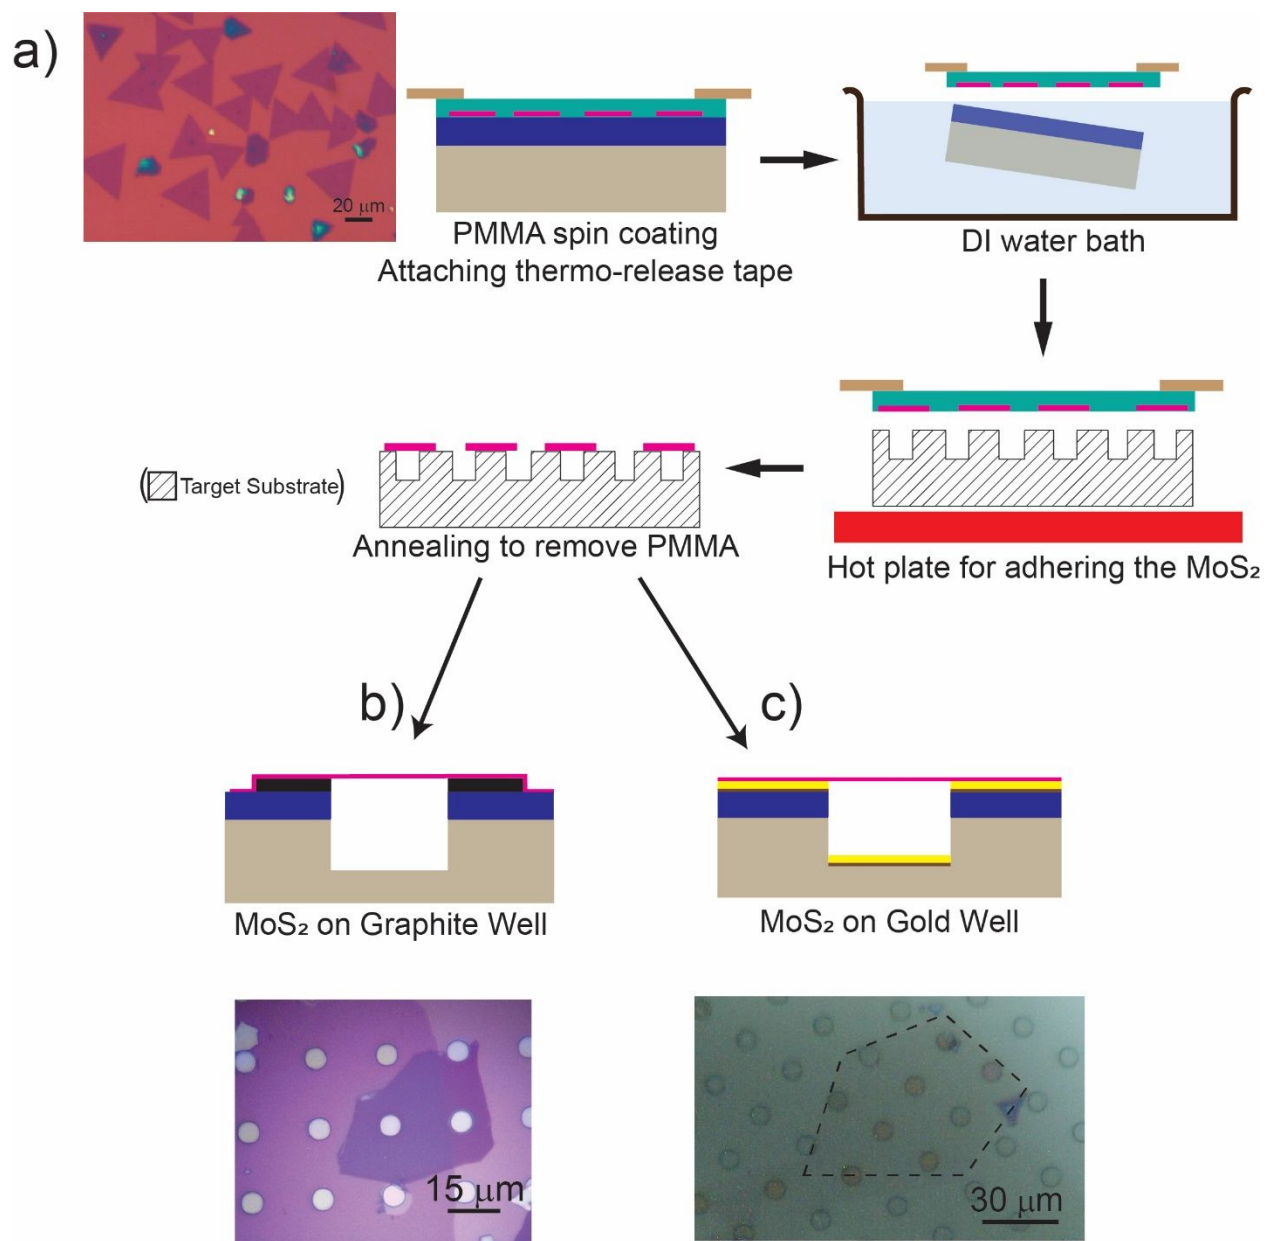 a)
20 μm
PMMA spin coating
Attaching thermo-release tape
DI water bath
Hot plate for adhering the MoS₂
(Target Substrate)
Annealing to remove PMMA
b)
c)
MoS₂ on Graphite Well
MoS₂ on Gold Well
15 μm
30 μm